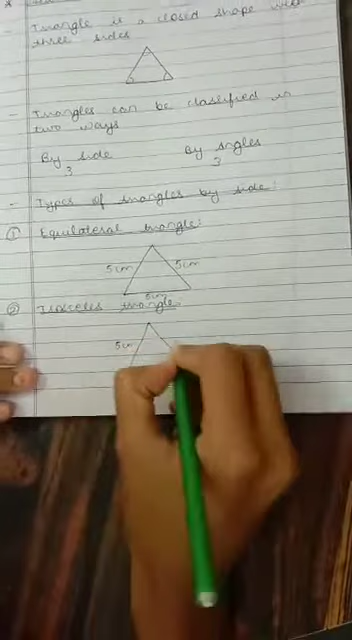 - Triangle is a closed shape with
three sides
- Triangles can be classified in
two ways
By side By angles
3 3
- Types of triangles by side:
① Equilateral triangle:
5cm 5cm
5cm
② Isosceles triangle:
5cm